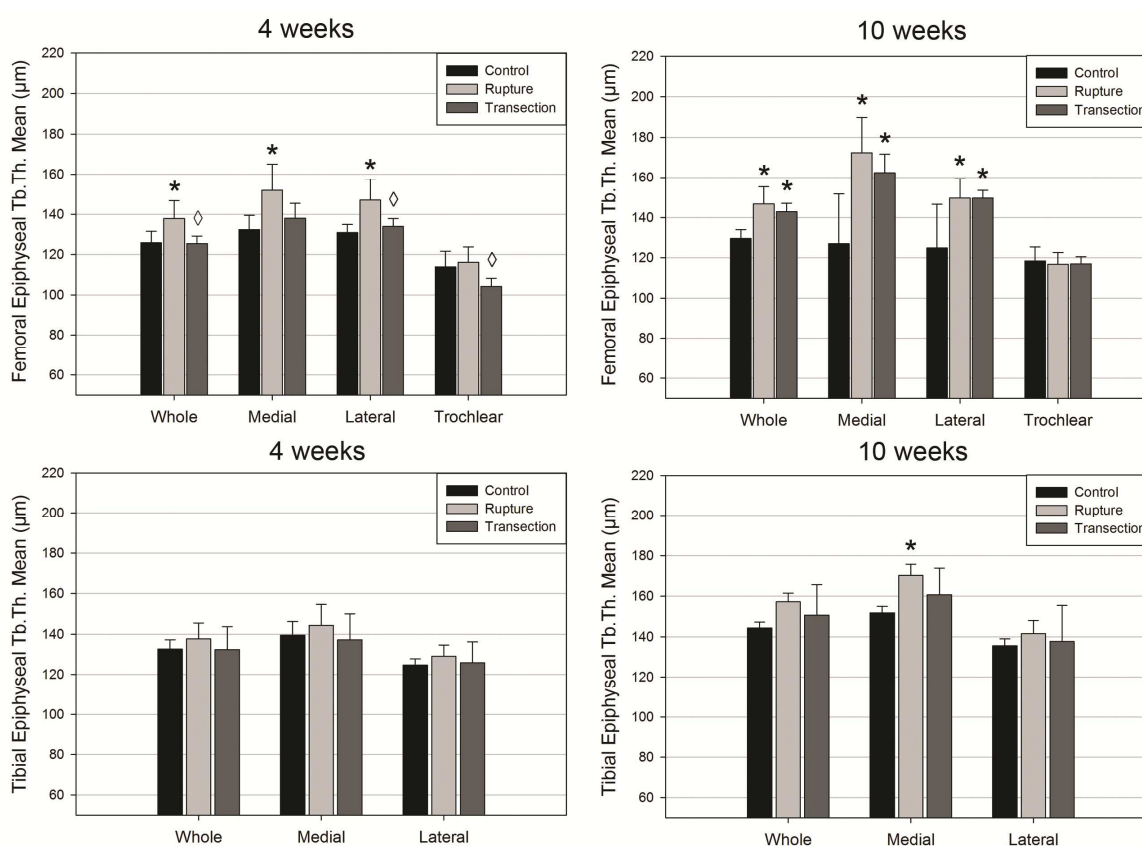 4 weeks
Femoral Epiphyseal Tb.Th. Mean (µm)
220
200
180
160
140
120
100
80
60
Control
Rupture
Transection
*
◊
*
*
◊
◊
Whole Medial Lateral Trochlear
10 weeks
Femoral Epiphyseal Tb.Th. Mean (µm)
220
200
180
160
140
120
100
80
60
Control
Rupture
Transection
*
*
*
*
*
*
Whole Medial Lateral Trochlear
4 weeks
Tibial Epiphyseal Tb.Th. Mean (µm)
220
200
180
160
140
120
100
80
60
Control
Rupture
Transection
Whole Medial Lateral
10 weeks
Tibial Epiphyseal Tb.Th. Mean (µm)
220
200
180
160
140
120
100
80
60
Control
Rupture
Transection
*
Whole Medial Lateral